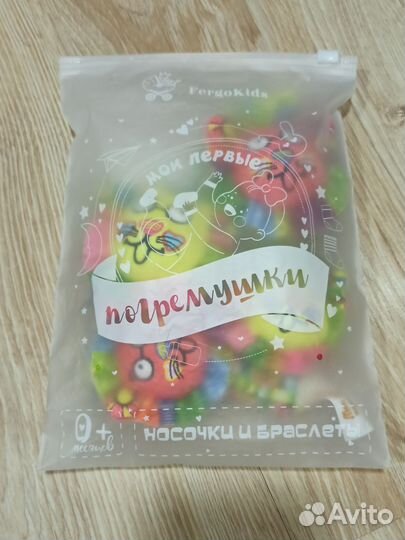 FergoKids
мои первые
погремушки
0+
месяцев
носочки и браслеты
Avito